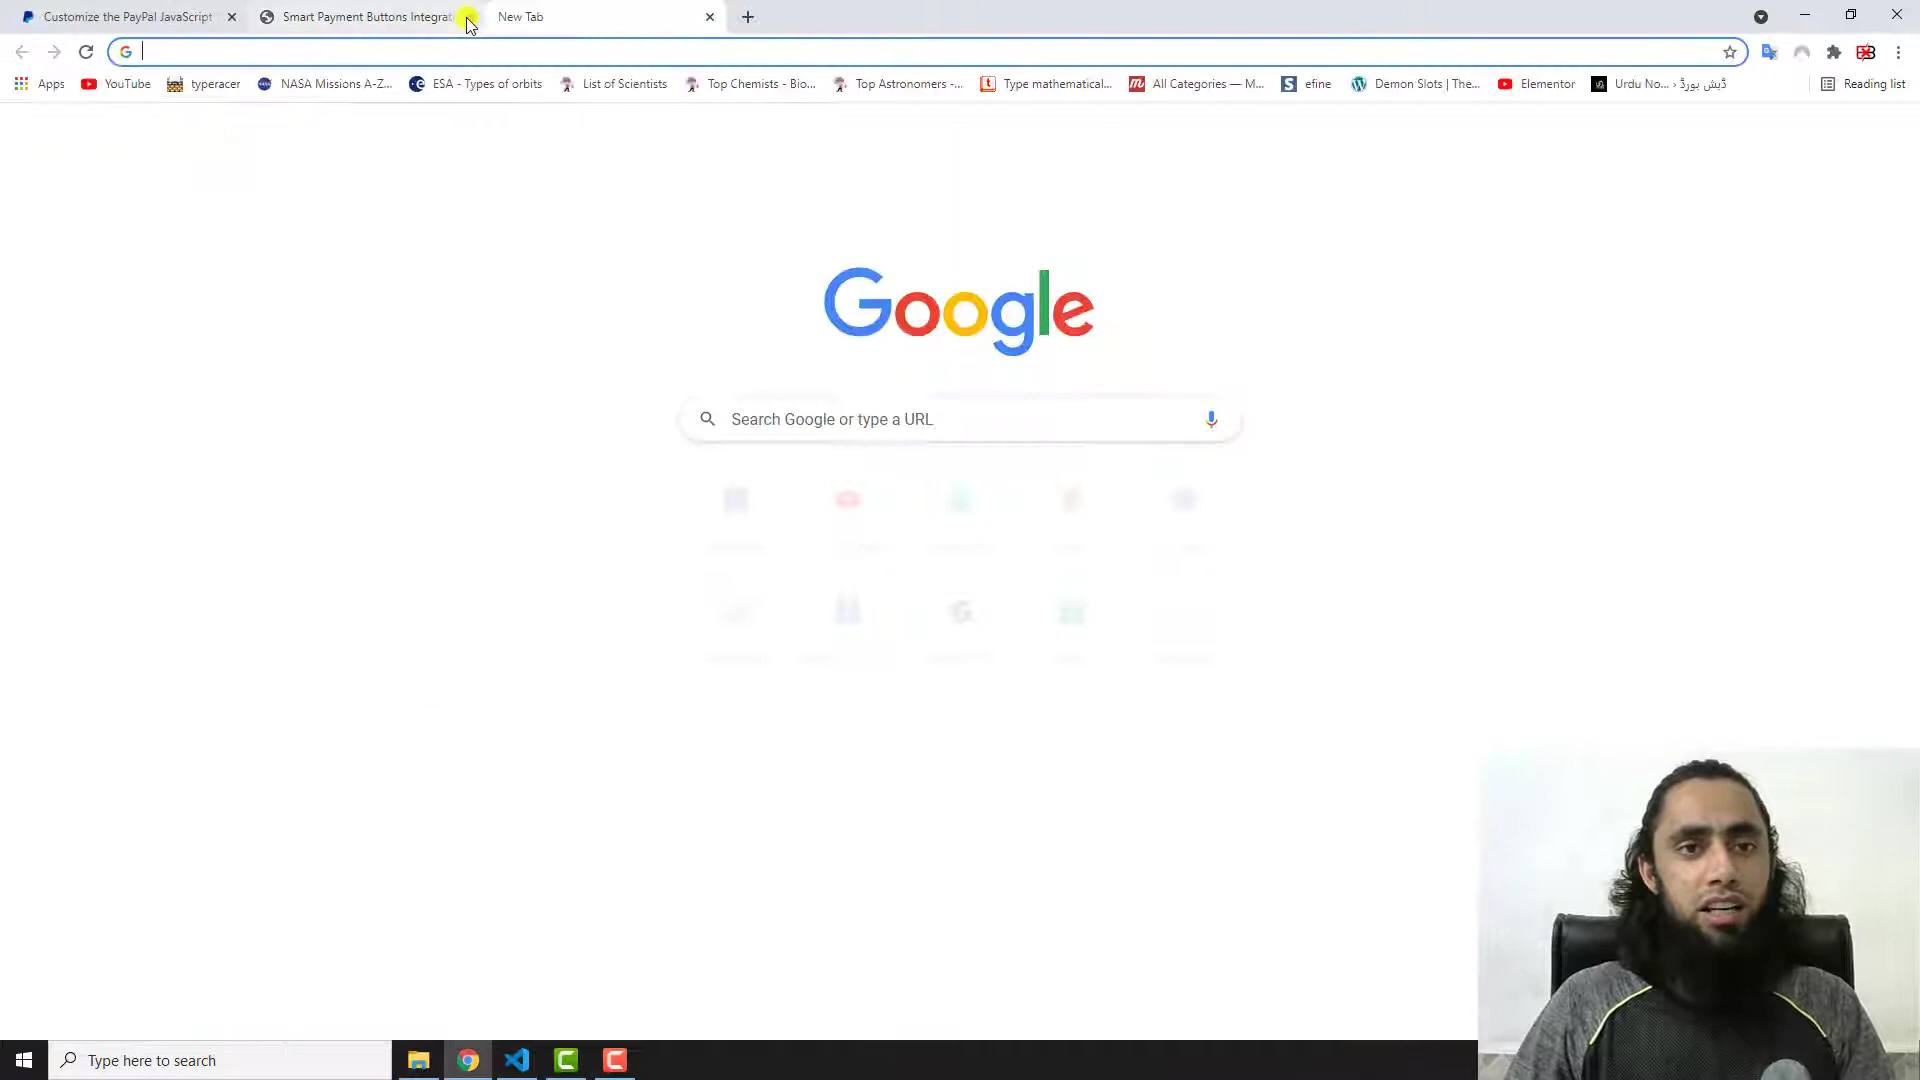 Customize the PayPal JavaScript
Smart Payment Buttons Integrat
New Tab
Apps
YouTube
typeracer
NASA Missions A-Z...
ESA - Types of orbits
List of Scientists
Top Chemists - Bio...
Top Astronomers -...
Type mathematical...
All Categories — M...
efine
Demon Slots | The...
Elementor
Urdu No... › ڈیش بورڈ
Reading list
Google
Search Google or type a URL
Type here to search